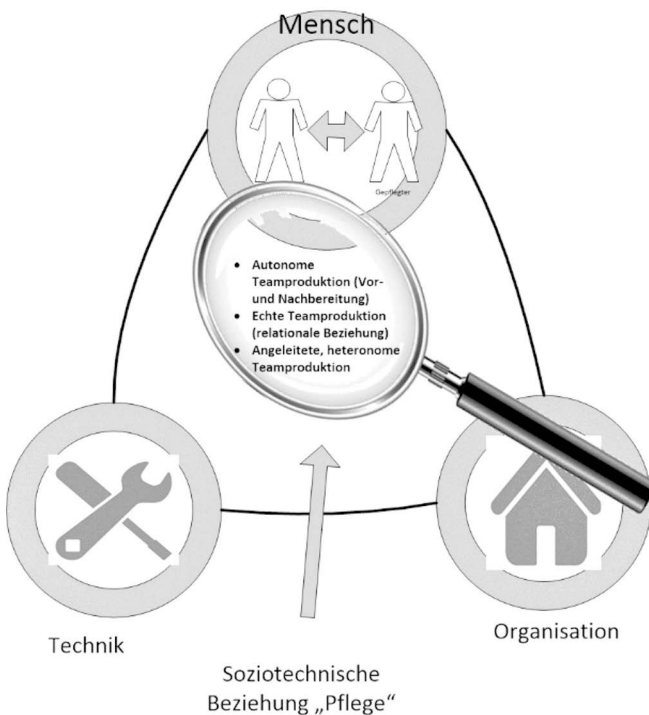 Mensch
Gepflegter
• Autonome
Teamproduktion (Vor-
und Nachbereitung)
• Echte Teamproduktion
(relationale Beziehung)
• Angeleitete, heteronome
Teamproduktion
Technik
Organisation
Soziotechnische
Beziehung „Pflege“